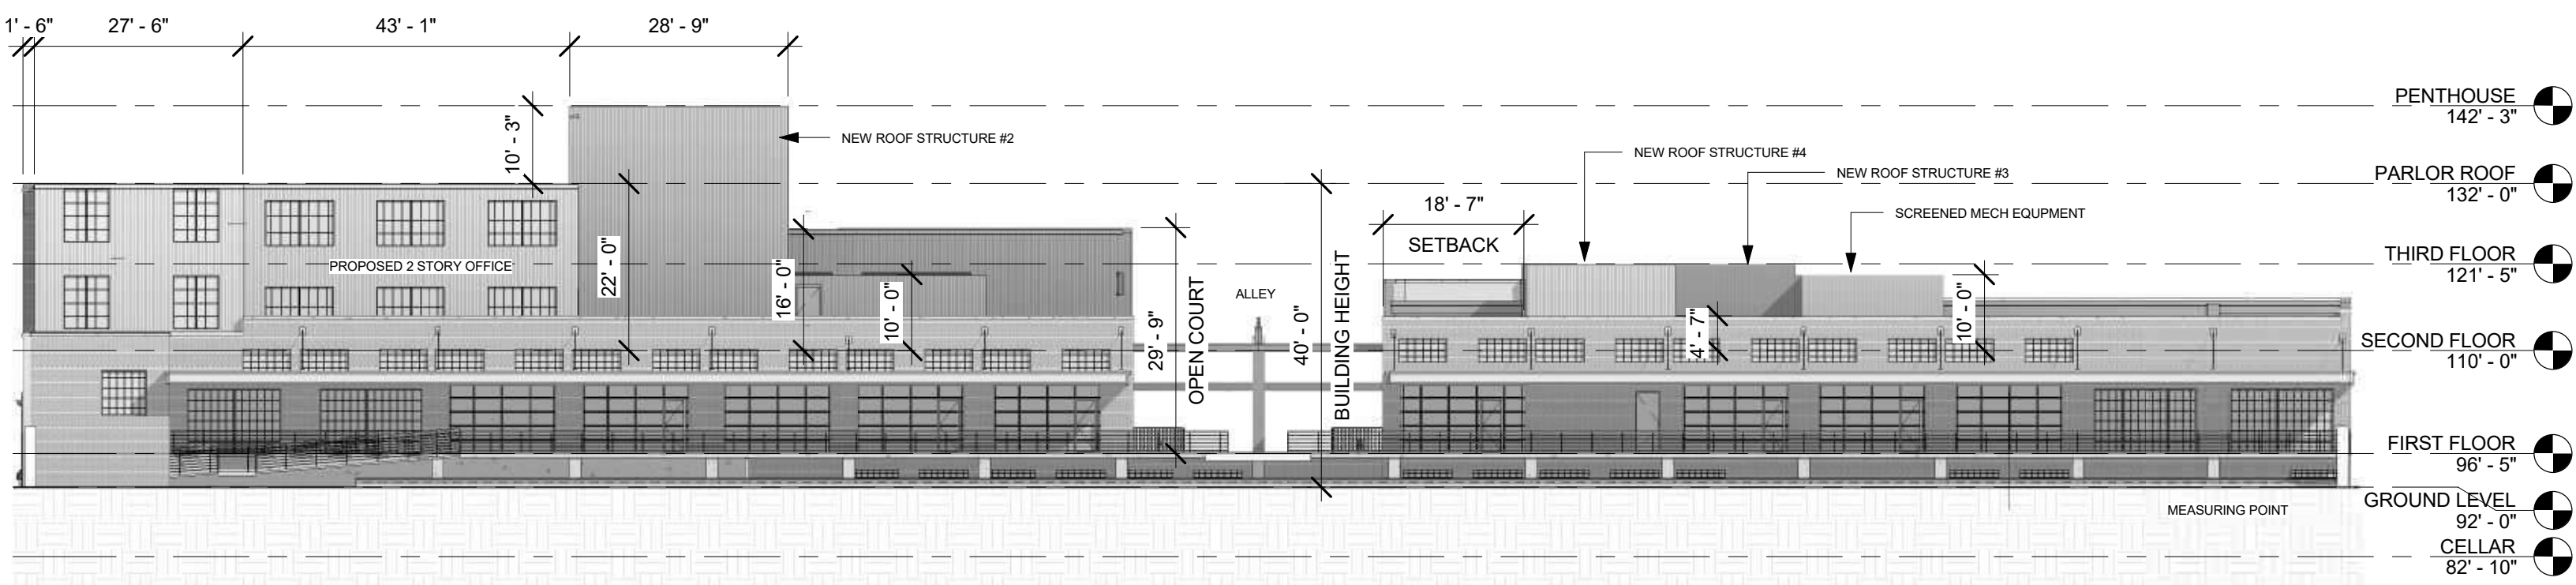 1' - 6"
27' - 6"
43' - 1"
28' - 9"
PENTHOUSE
142' - 3"
10' - 3"
NEW ROOF STRUCTURE #2
NEW ROOF STRUCTURE #4
NEW ROOF STRUCTURE #3
PARLOR ROOF
132' - 0"
18' - 7"
SETBACK
SCREENED MECH EQUPMENT
PROPOSED 2 STORY OFFICE
22' - 0"
16' - 0"
10' - 0"
29' - 9"
OPEN COURT
ALLEY
40' - 0"
BUILDING HEIGHT
4' - 7"
10' - 0"
THIRD FLOOR
121' - 5"
SECOND FLOOR
110' - 0"
FIRST FLOOR
96' - 5"
MEASURING POINT
GROUND LEVEL
92' - 0"
CELLAR
82' - 10"